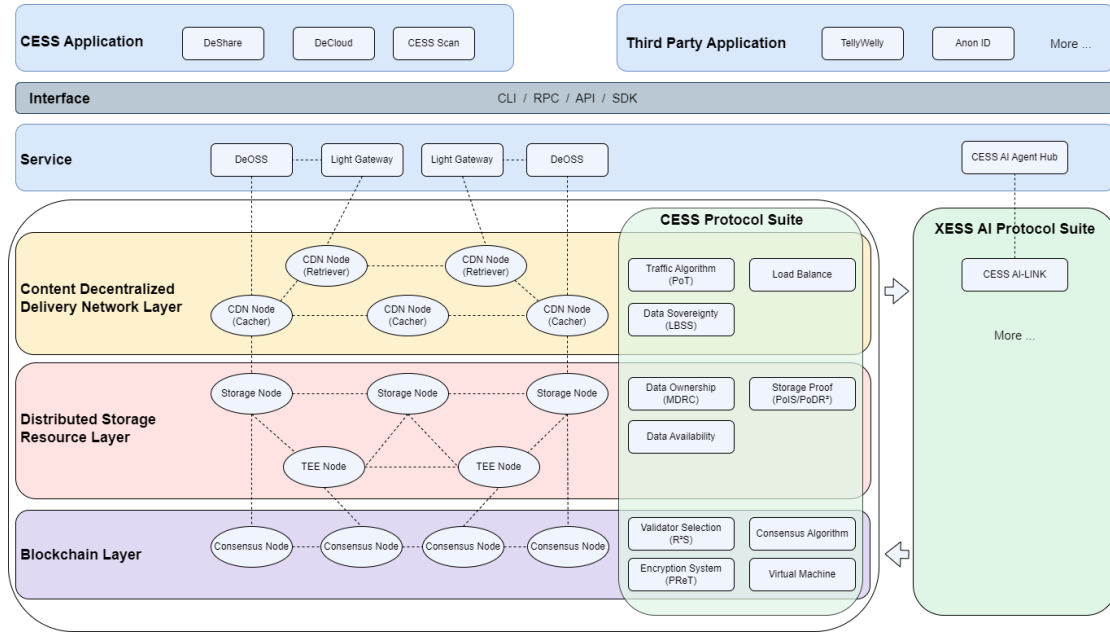 CESS Application
DeShare
DeCloud
CESS Scan
Third Party Application
TellyWelly
Anon ID
More ...
Interface
CLI / RPC / API / SDK
Service
DeOSS
Light Gateway
Light Gateway
DeOSS
CESS AI Agent Hub
CESS Protocol Suite
XESS AI Protocol Suite
Content Decentralized
Delivery Network Layer
CDN Node
(Retriever)
CDN Node
(Retriever)
CDN Node
(Cacher)
CDN Node
(Cacher)
CDN Node
(Cacher)
Traffic Algorithm
(PoT)
Load Balance
Data Sovereignty
(LBSS)
CESS AI-LINK
More ...
Distributed Storage
Resource Layer
Storage Node
Storage Node
Storage Node
TEE Node
TEE Node
Data Ownership
(MDRC)
Storage Proof
(PoIS/PoDR²)
Data Availability
Blockchain Layer
Consensus Node
Consensus Node
Consensus Node
Consensus Node
Validator Selection
(R²S)
Consensus Algorithm
Encryption System
(PReT)
Virtual Machine